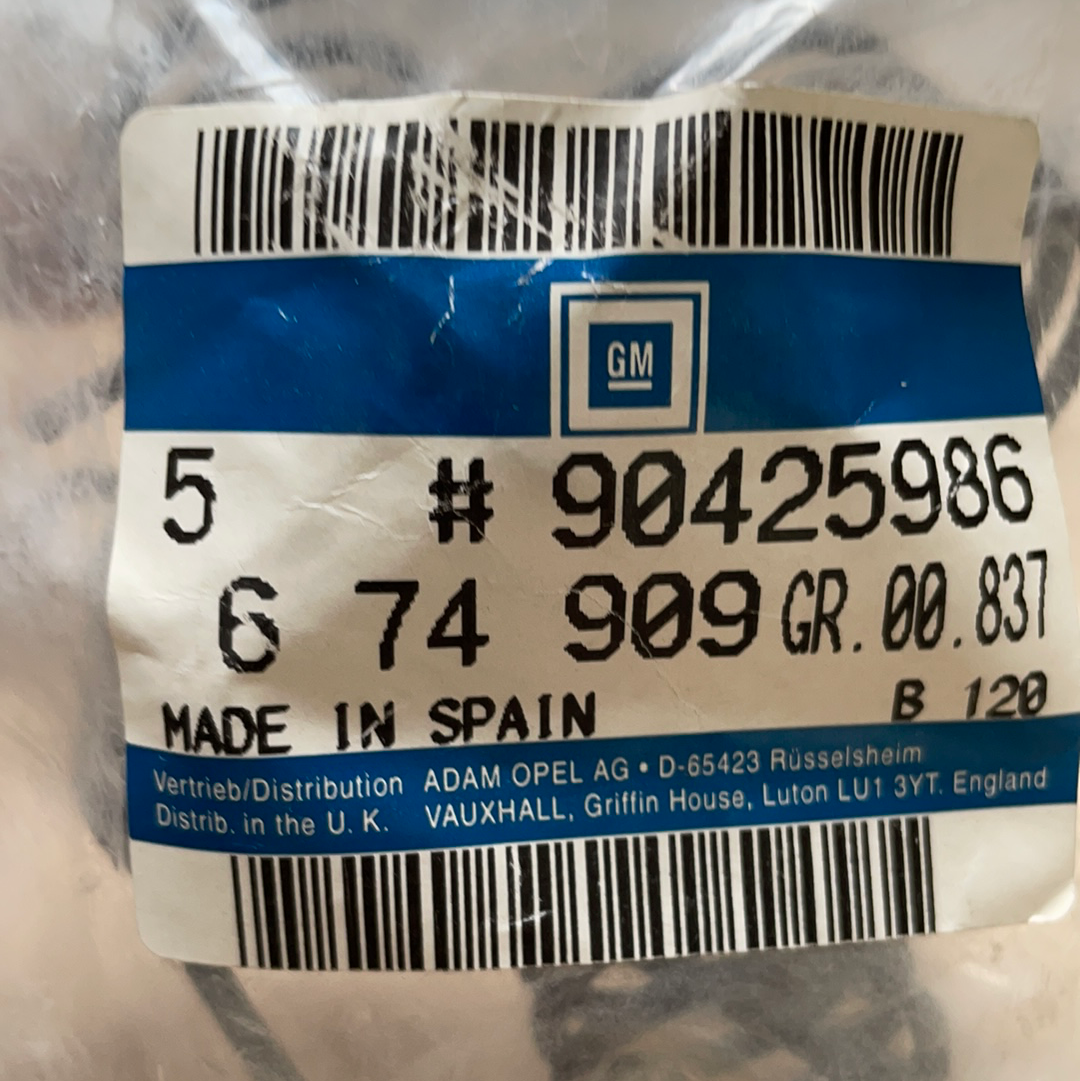 GM
5 # 90425986
6 74 909 GR. 00.837
MADE IN SPAIN B 120
Vertrieb/Distribution ADAM OPEL AG • D-65423 Rüsselsheim
Distrib. in the U. K. VAUXHALL, Griffin House, Luton LU1 3YT. England